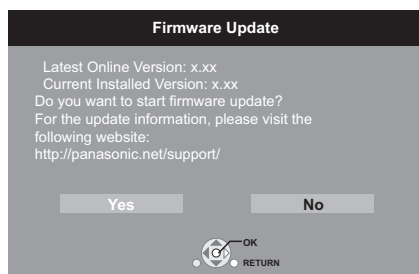 Firmware Update
Latest Online Version: x.xx
Current Installed Version: x.xx
Do you want to start firmware update?
For the update information, please visit the
following website:
http://panasonic.net/support/
Yes
No
OK
RETURN